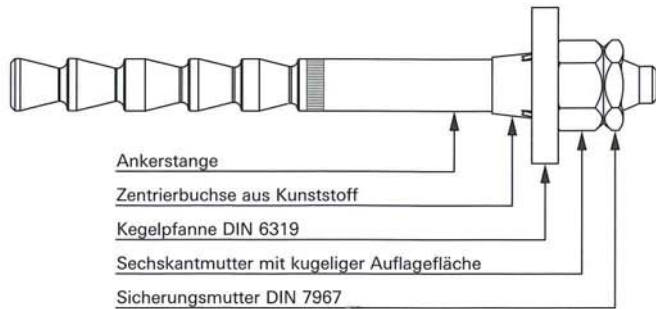 Ankerstange
Zentrierbuchse aus Kunststoff
Kegelpfanne DIN 6319
Sechskantmutter mit kugeliger Auflagefläche
Sicherungsmutter DIN 7967